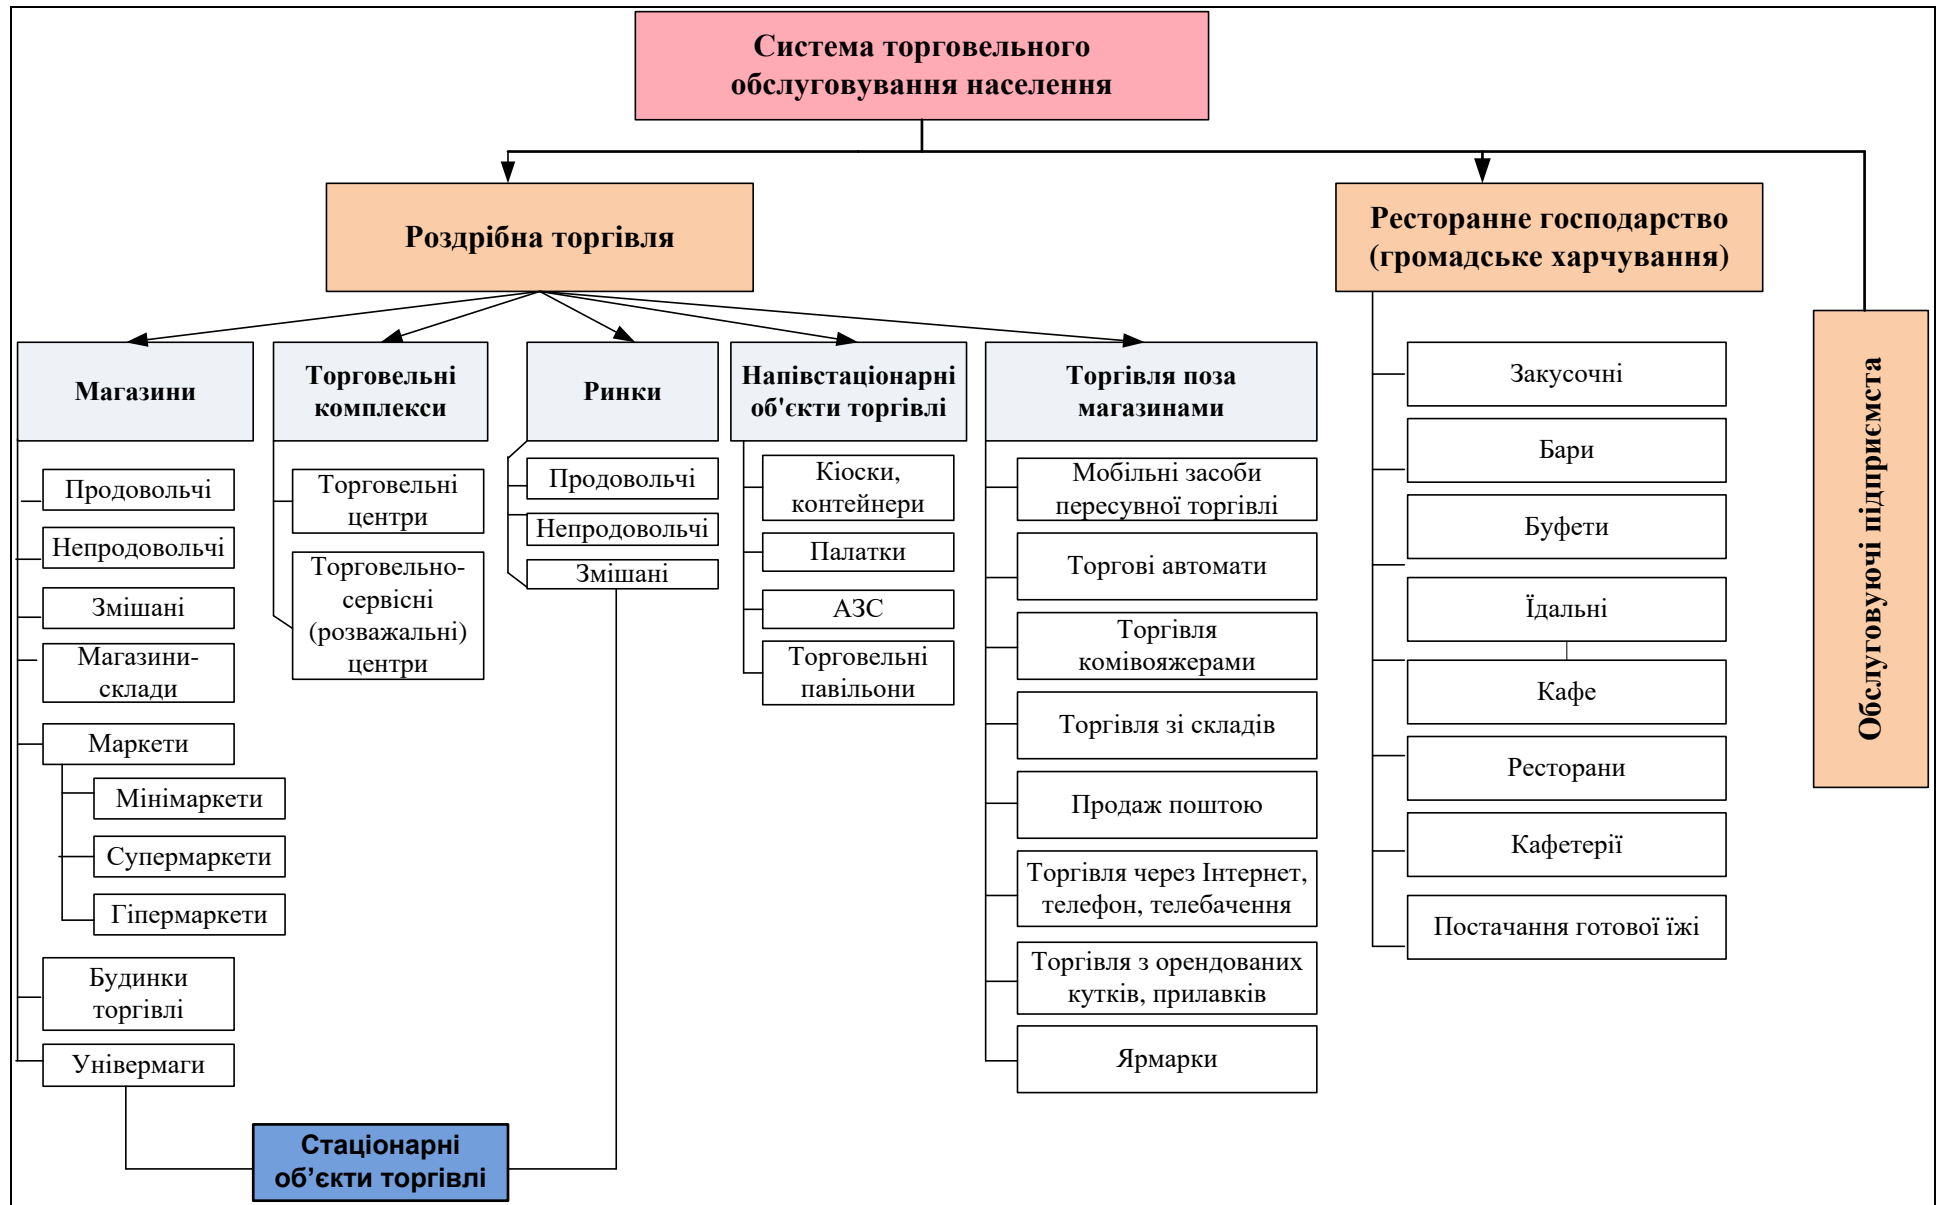 Система торговельного
обслуговування населення
Роздрібна торгівля
Ресторанне господарство
(громадське харчування)
Обслуговуючі підприємста
Магазини
Продовольчі
Непродовольчі
Змішані
Магазини-
склади
Маркети
Мінімаркети
Супермаркети
Гіпермаркети
Будинки
торгівлі
Універмаги
Торговельні
комплекси
Торговельні
центри
Торговельно-
сервісні
(розважальні)
центри
Ринки
Продовольчі
Непродовольчі
Змішані
Стаціонарні
об’єкти торгівлі
Напівстаціонарні
об'єкти торгівлі
Кіоски,
контейнери
Палатки
АЗС
Торговельні
павільони
Торгівля поза
магазинами
Мобільні засоби
пересувної торгівлі
Торгові автомати
Торгівля
комівояжерами
Торгівля зі складів
Продаж поштою
Торгівля через Інтернет,
телефон, телебачення
Торгівля з орендованих
кутків, прилавків
Ярмарки
Закусочні
Бари
Буфети
Їдальні
Кафе
Ресторани
Кафетерії
Постачання готової їжі